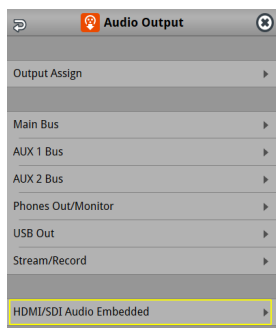 Audio Output
Output Assign
Main Bus
AUX 1 Bus
AUX 2 Bus
Phones Out/Monitor
USB Out
Stream/Record
HDMI/SDI Audio Embedded